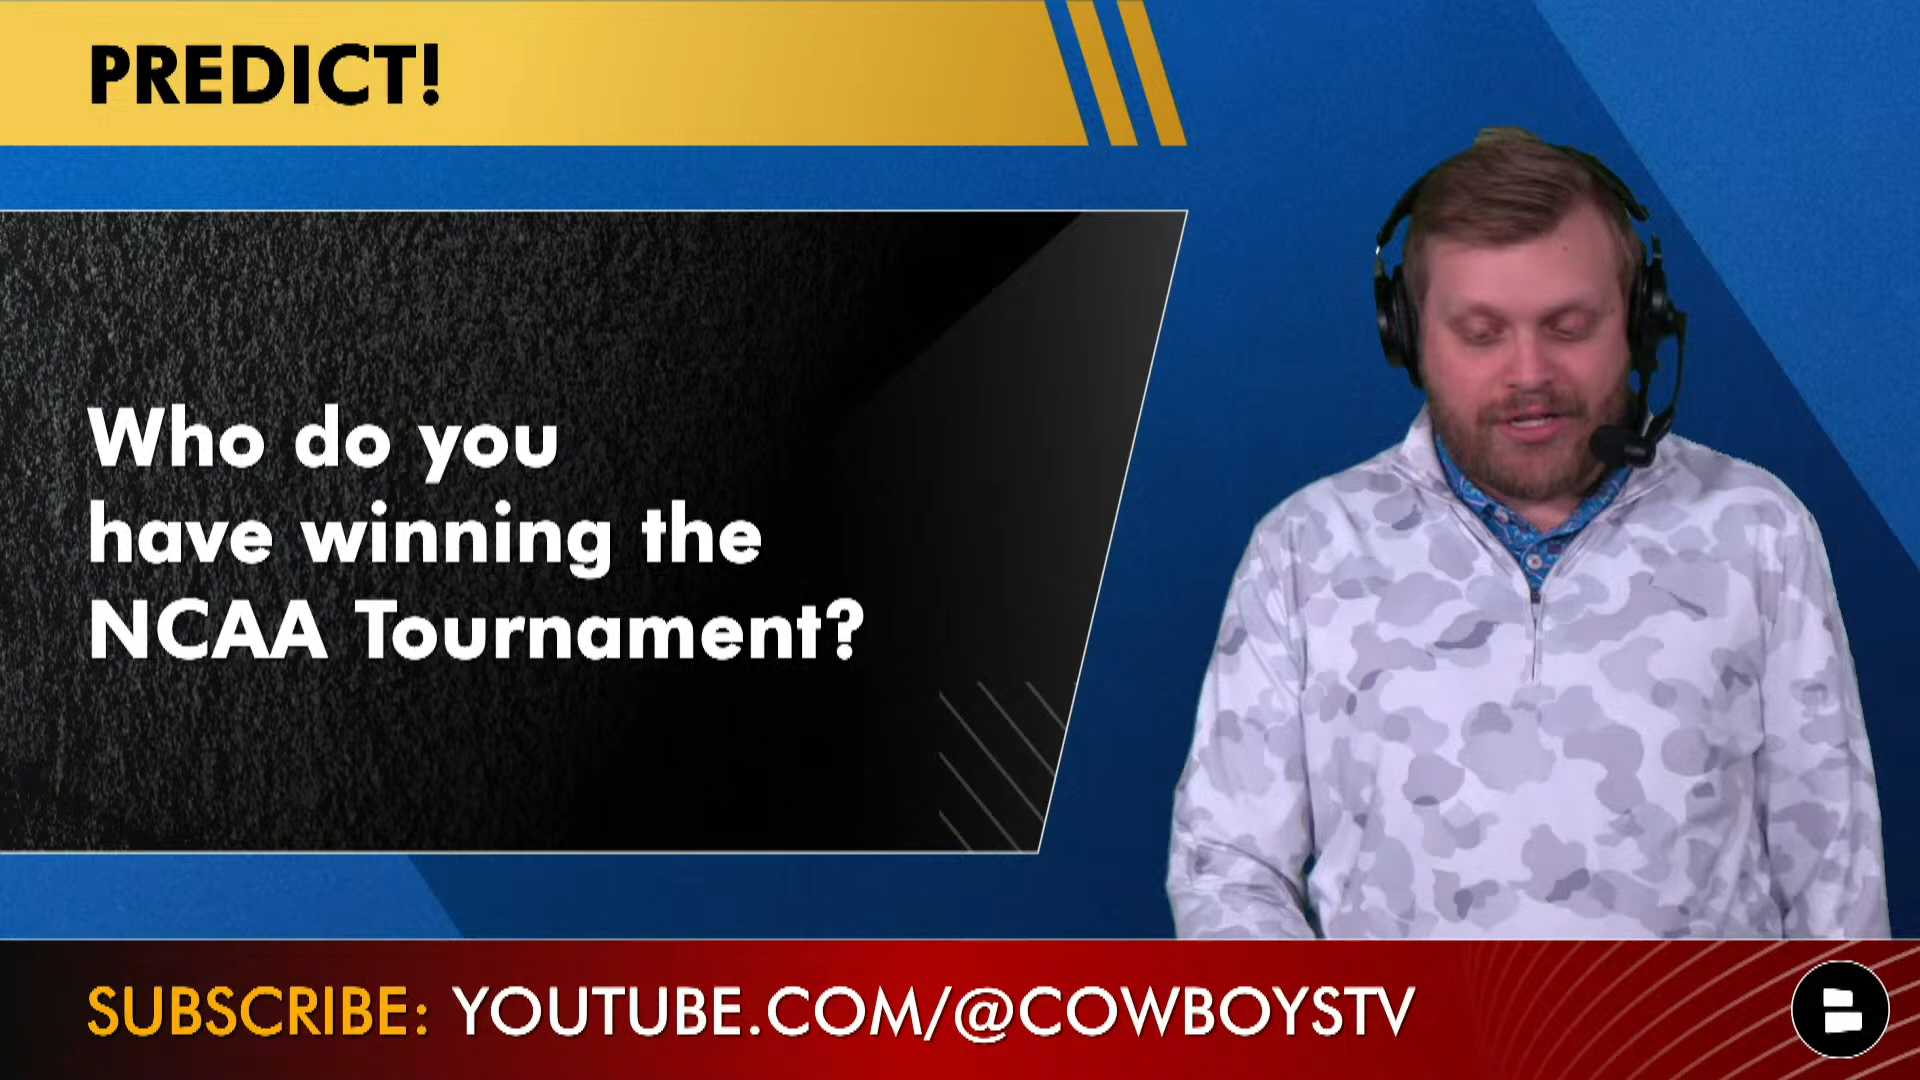 PREDICT!
Who do you
have winning the
NCAA Tournament?
SUBSCRIBE: YOUTUBE.COM/@COWBOYSTV